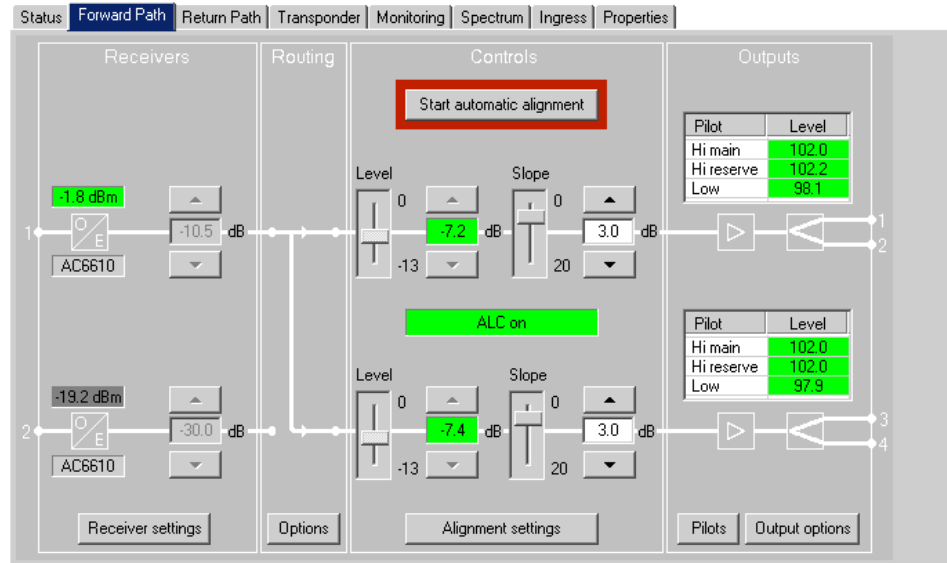 Status Forward Path Return Path Transponder Monitoring Spectrum Ingress Properties
Receivers Routing Controls Outputs
Start automatic alignment
Pilot Level
Hi main 102.0
Hi reserve 102.2
Low 98.1
Level Slope
-1.8 dBm 0 0
1 O/E -10.5 dB -7.2 dB 3.0 dB 1
2
AC6610 -13 20
ALC on
Pilot Level
Hi main 102.0
Hi reserve 102.0
Low 97.9
Level Slope
-19.2 dBm 0 0
2 O/E -30.0 dB -7.4 dB 3.0 dB 3
4
AC6610 -13 20
Receiver settings Options Alignment settings Pilots Output options